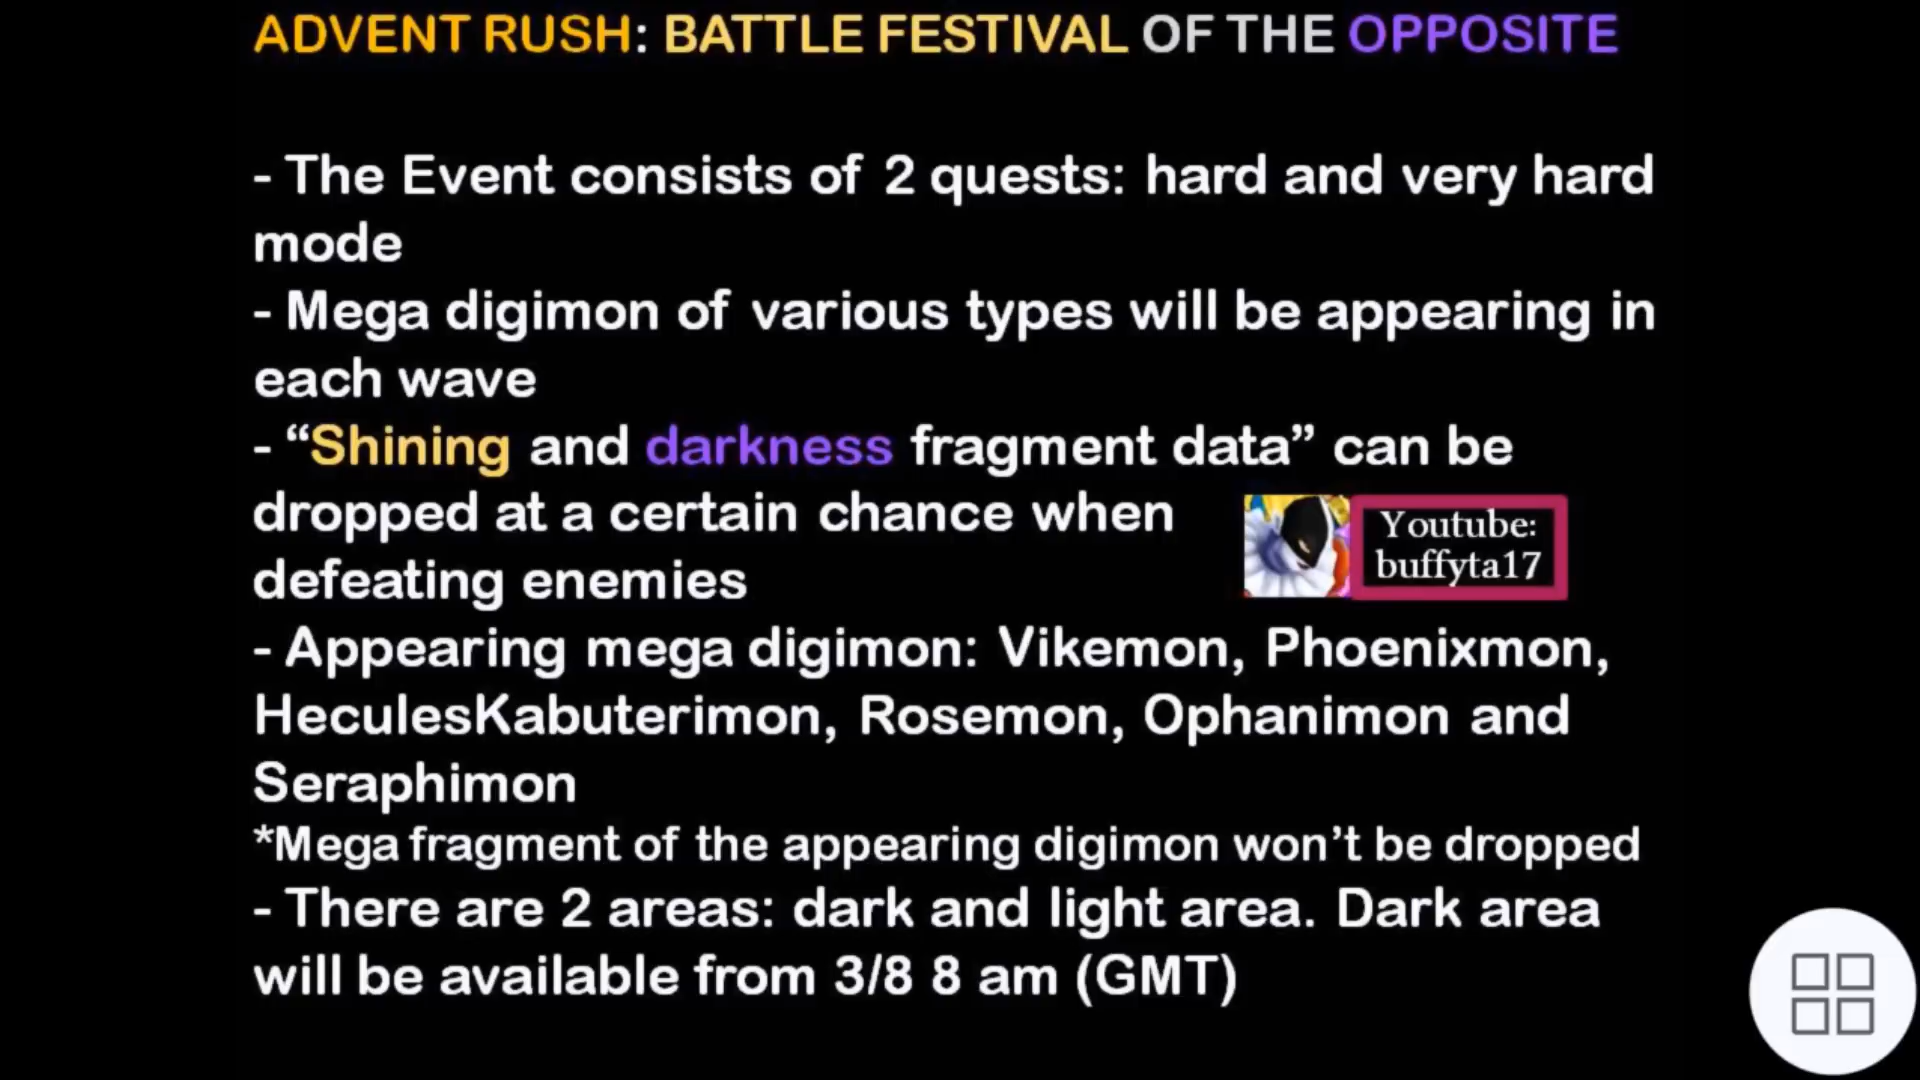 ADVENT RUSH: BATTLE FESTIVAL OF THE OPPOSITE
- The Event consists of 2 quests: hard and very hard
mode
- Mega digimon of various types will be appearing in
each wave
- “Shining and darkness fragment data” can be
dropped at a certain chance when
defeating enemies
Youtube:
buffyta17
- Appearing mega digimon: Vikemon, Phoenixmon,
HeculesKabuterimon, Rosemon, Ophanimon and
Seraphimon
*Mega fragment of the appearing digimon won’t be dropped
- There are 2 areas: dark and light area. Dark area
will be available from 3/8 8 am (GMT)